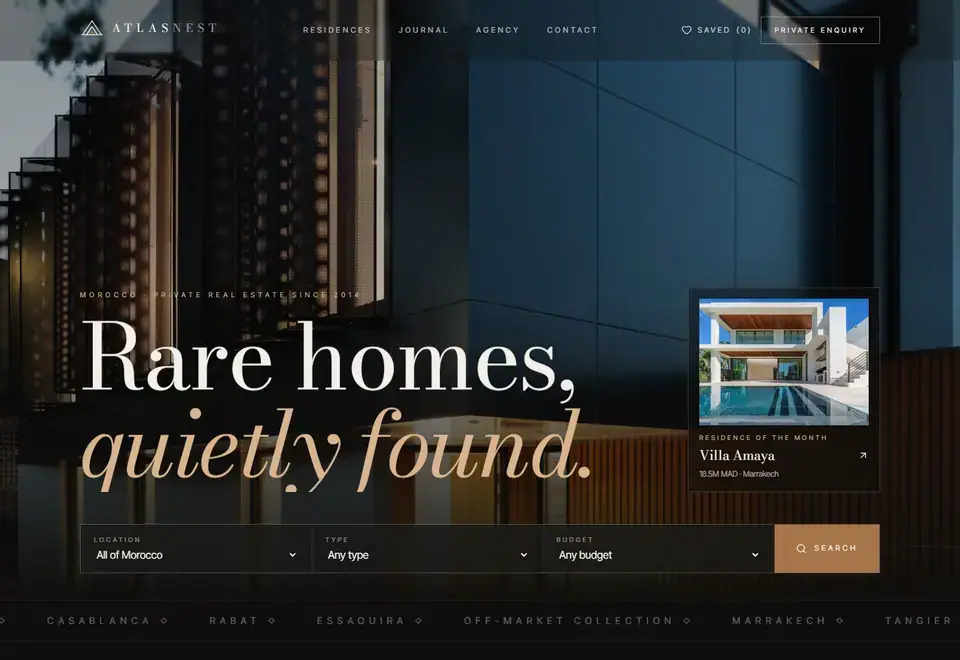 ATLASNEST
RESIDENCES JOURNAL AGENCY CONTACT
SAVED (0)
PRIVATE ENQUIRY
MOROCCO · PRIVATE REAL ESTATE SINCE 2014
Rare homes,
quietly found.
RESIDENCE OF THE MONTH
Villa Amaya
18.5M MAD · Marrakech
LOCATION
All of Morocco
TYPE
Any type
BUDGET
Any budget
SEARCH
CASABLANCA ◇ RABAT ◇ ESSAOUIRA ◇ OFF-MARKET COLLECTION ◇ MARRAKECH ◇ TANGIER